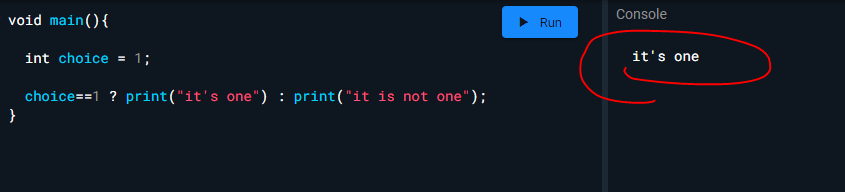 void main(){
Run
Console
int choice = 1;
it's one
choice==1 ? print("it's one") : print("it is not one");
}